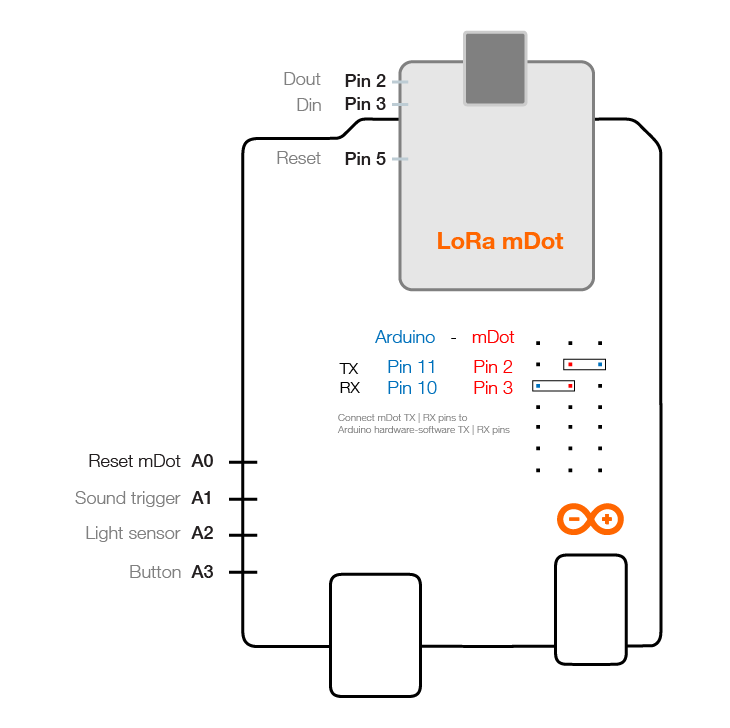 Dout Pin 2
Din Pin 3
Reset Pin 5
LoRa mDot
Arduino - mDot
TX Pin 11 Pin 2
RX Pin 10 Pin 3
Connect mDot TX | RX pins to
Arduino hardware-software TX | RX pins
Reset mDot A0
Sound trigger A1
Light sensor A2
Button A3